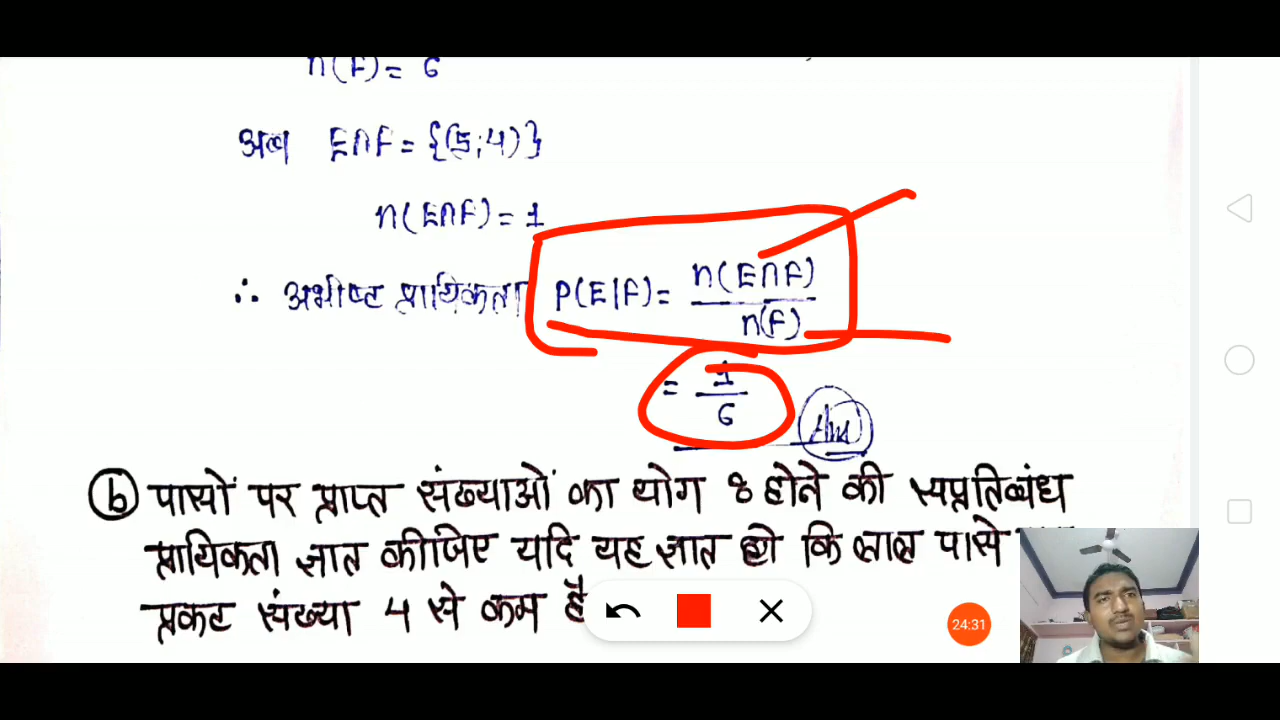 n(F) = 6
अब E∩F = {(5,4)}
n(E∩F) = 1
∴ अभीष्ट प्रायिकता P(E|F) = n(E∩F)
n(F)
= 1
6
Ans
(b) पासों पर प्राप्त संख्याओं का योग 8 होने की सप्रतिबंध
प्रायिकता ज्ञात कीजिए यदि यह ज्ञात हो कि लाल पासे
प्रकट संख्या 4 से कम है
24:31